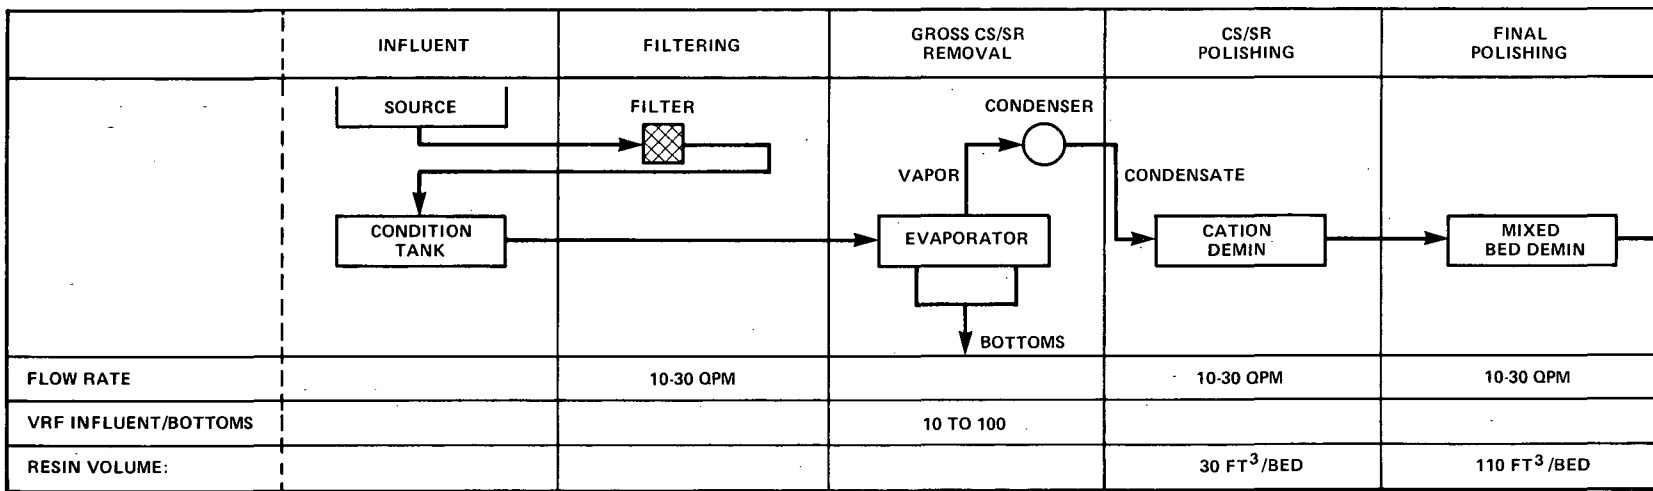 INFLUENT
FILTERING
GROSS CS/SR
REMOVAL
CS/SR
POLISHING
FINAL
POLISHING
SOURCE
FILTER
CONDENSER
VAPOR
CONDENSATE
CONDITION
TANK
EVAPORATOR
CATION
DEMIN
MIXED
BED DEMIN
BOTTOMS
FLOW RATE
10-30 QPM
10-30 QPM
10-30 QPM
VRF INFLUENT/BOTTOMS
10 TO 100
RESIN VOLUME:
30 FT³/BED
110 FT³/BED